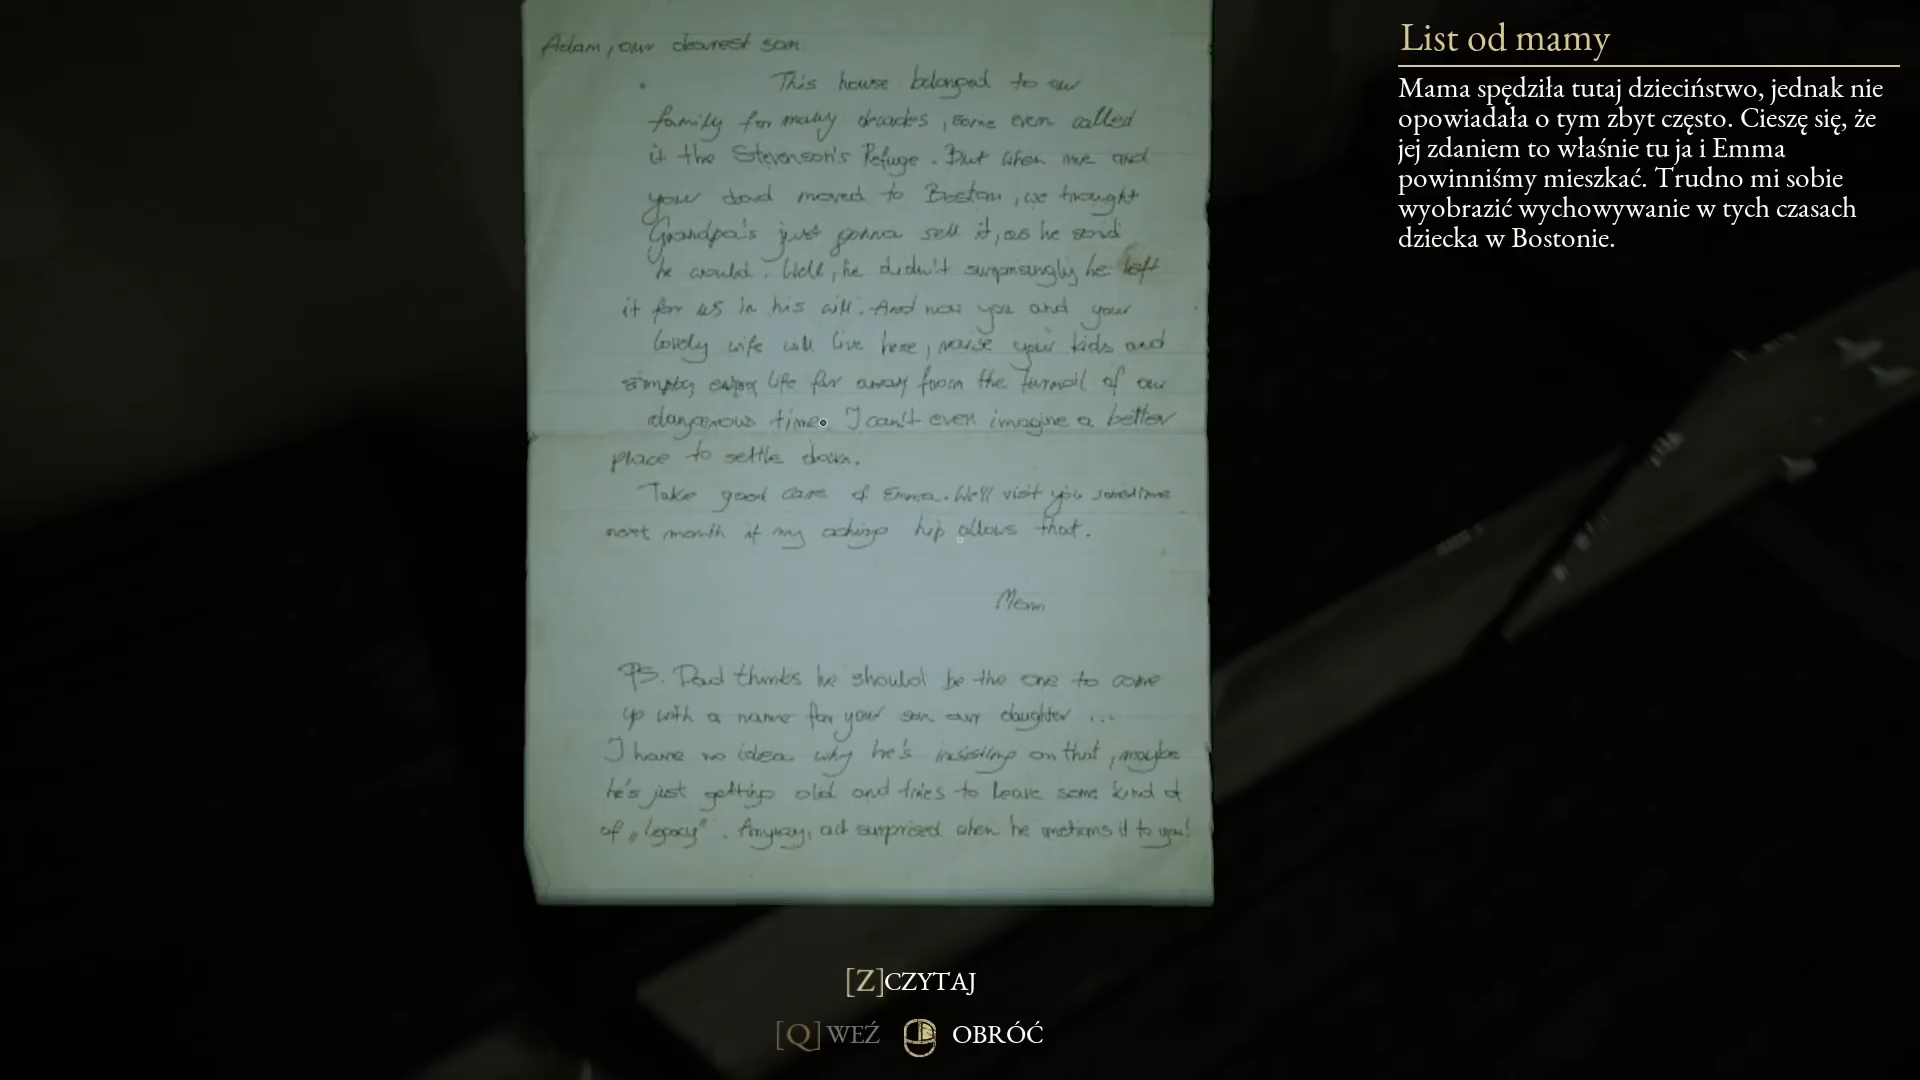 Adam, our dearest son
This house belonged to our
family for many decades, some even called
it the Stevenson's Refuge. But when me and
your dad moved to Boston, we thought
Grandpa's just gonna sell it, as he said
he would. Well, he didn't surprisingly he left
it for us in his will. And now you and your
lovely wife will live here, raise your kids and
simply enjoy life far away from the turmoil of our
dangerous time. I can't even imagine a better
place to settle down.
Take good care of Emma. We'll visit you sometime
next month if my aching hip allows that.
Mom
PS. Dad thinks he should be the one to come
up with a name for your son our daughter ...
I have no idea why he's insisting on that, maybe
he's just getting old and tries to leave some kind of
of „legacy". Anyway, act surprised when he mentions it to you!
List od mamy
Mama spędziła tutaj dzieciństwo, jednak nie
opowiadała o tym zbyt często. Cieszę się, że
jej zdaniem to właśnie tu ja i Emma
powinniśmy mieszkać. Trudno mi sobie
wyobrazić wychowywanie w tych czasach
dziecka w Bostonie.
[Z]CZYTAJ
[Q] WEŹ OBRÓĆ